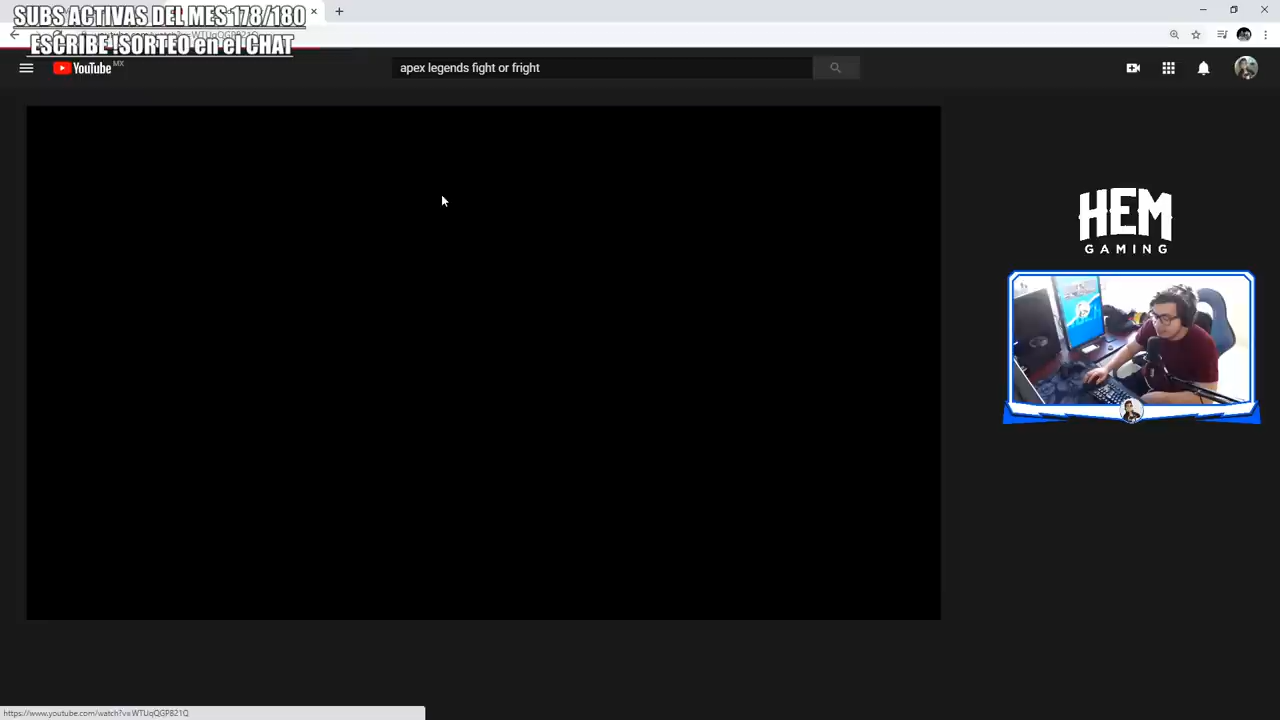 SUBS ACTIVAS DEL MES 178/180
ESCRIBE !SORTEO en el CHAT
YouTube MX
apex legends fight or fright
HEM
GAMING
https://www.youtube.com/watch?v=WTUqQGP821Q